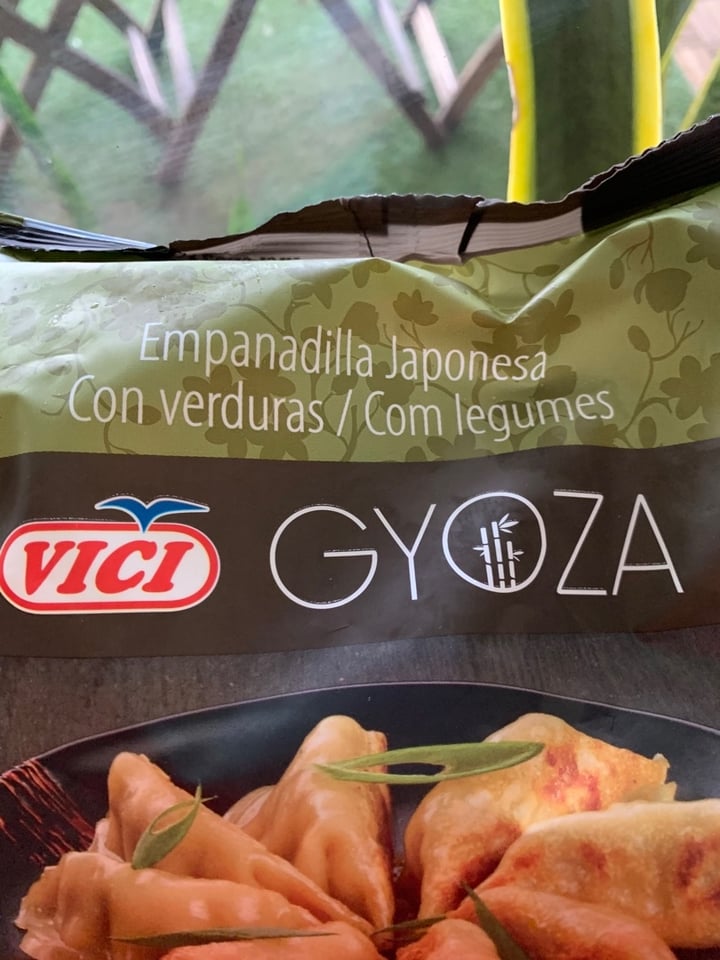 Empanadilla Japonesa
Con verduras / Com legumes
VICI
GYOZA